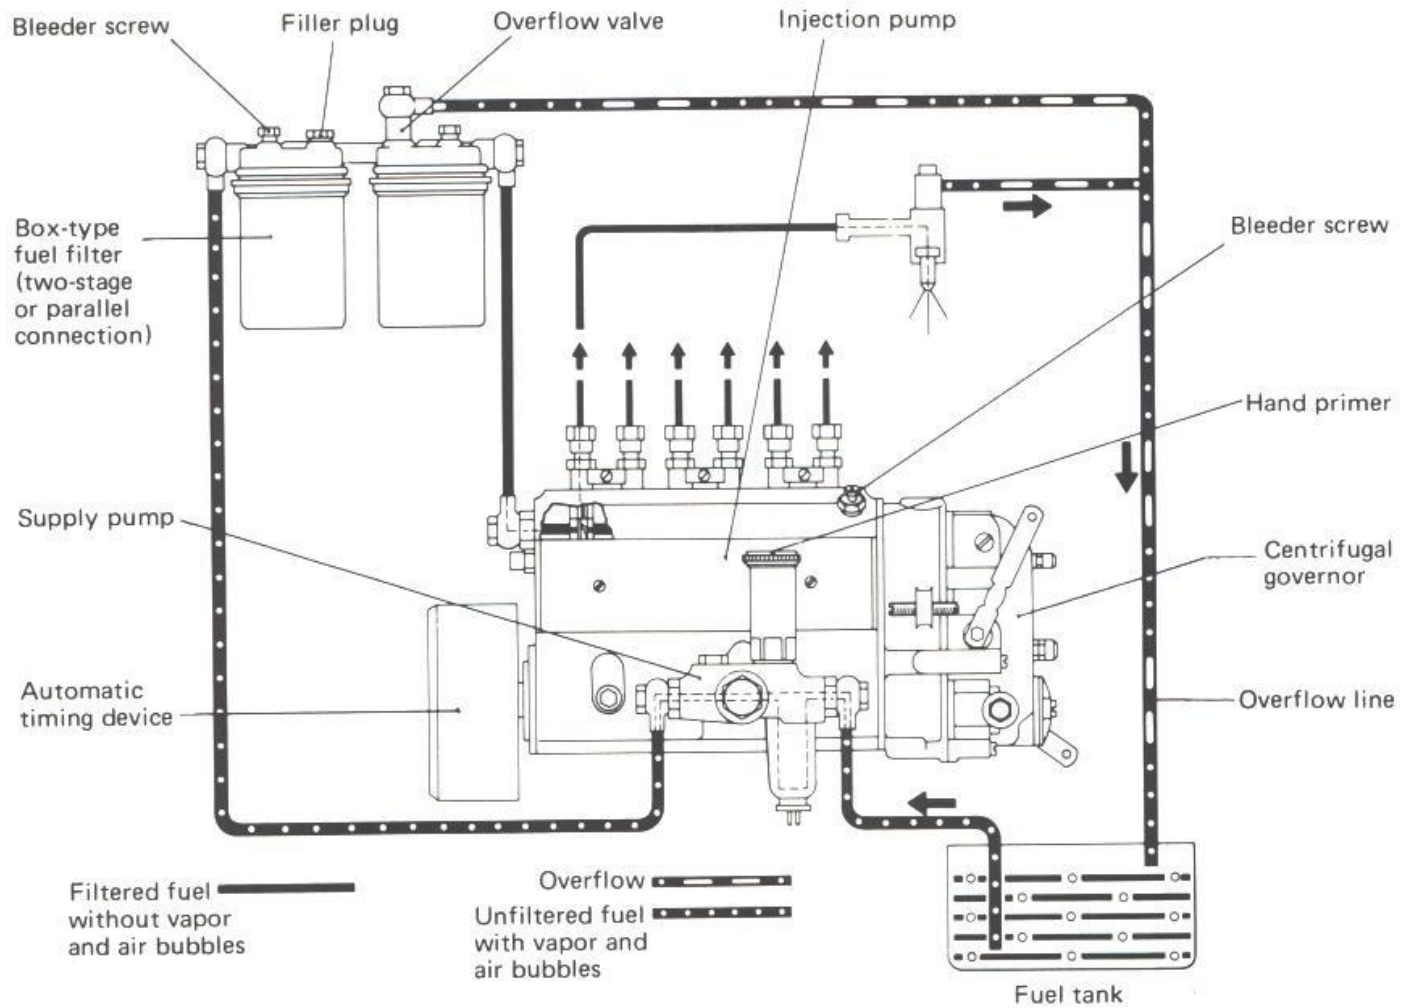 Bleeder screw
Filler plug
Overflow valve
Injection pump
Box-type
fuel filter
(two-stage
or parallel
connection)
Bleeder screw
Hand primer
Supply pump
Centrifugal
governor
Automatic
timing device
Overflow line
Filtered fuel
without vapor
and air bubbles
Overflow
Unfiltered fuel
with vapor and
air bubbles
Fuel tank